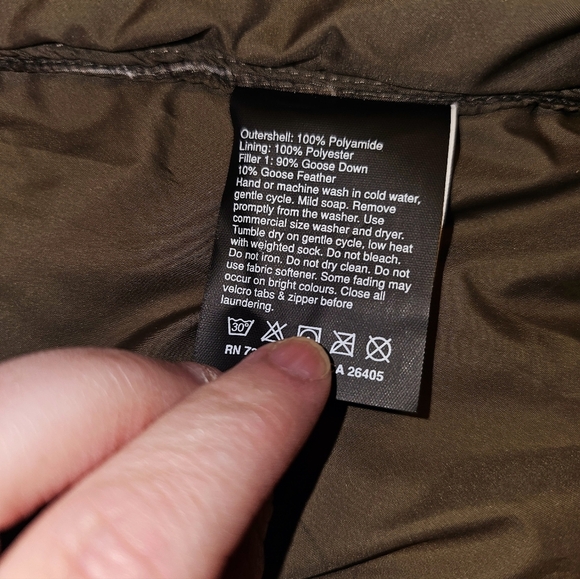 Outershell: 100% Polyamide
Lining: 100% Polyester
Filler 1: 90% Goose Down
10% Goose Feather
Hand or machine wash in cold water,
gentle cycle. Mild soap. Remove
promptly from the washer. Use
commercial size washer and dryer.
Tumble dry on gentle cycle, low heat
with weighted sock. Do not bleach.
Do not iron. Do not dry clean. Do not
use fabric softener. Some fading may
occur on bright colours. Close all
velcro tabs & zipper before
laundering.
30°
RN A 26405